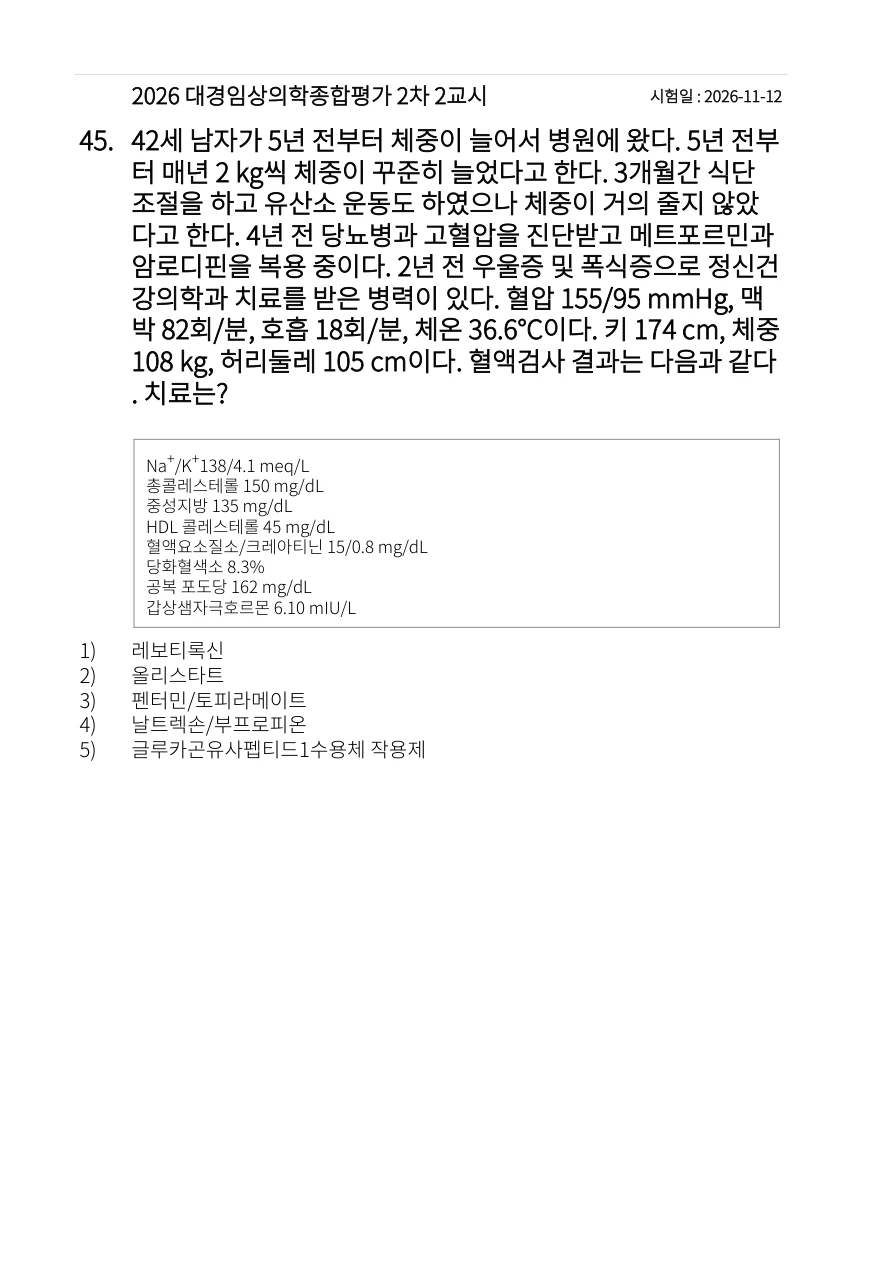 2026 대경임상의학종합평가 2차 2교시
시험일 : 2026-11-12
45. 42세 남자가 5년 전부터 체중이 늘어서 병원에 왔다. 5년 전부
터 매년 2 kg씩 체중이 꾸준히 늘었다고 한다. 3개월간 식단
조절을 하고 유산소 운동도 하였으나 체중이 거의 줄지 않았
다고 한다. 4년 전 당뇨병과 고혈압을 진단받고 메트포르민과
암로디핀을 복용 중이다. 2년 전 우울증 및 폭식증으로 정신건
강의학과 치료를 받은 병력이 있다. 혈압 155/95 mmHg, 맥
박 82회/분, 호흡 18회/분, 체온 36.6℃이다. 키 174 cm, 체중
108 kg, 허리둘레 105 cm이다. 혈액검사 결과는 다음과 같다
. 치료는?
Na⁺/K⁺138/4.1 meq/L
총콜레스테롤 150 mg/dL
중성지방 135 mg/dL
HDL 콜레스테롤 45 mg/dL
혈액요소질소/크레아티닌 15/0.8 mg/dL
당화혈색소 8.3%
공복 포도당 162 mg/dL
갑상샘자극호르몬 6.10 mIU/L
1) 레보티록신
2) 올리스타트
3) 펜터민/토피라메이트
4) 날트렉손/부프로피온
5) 글루카곤유사펩티드1수용체 작용제